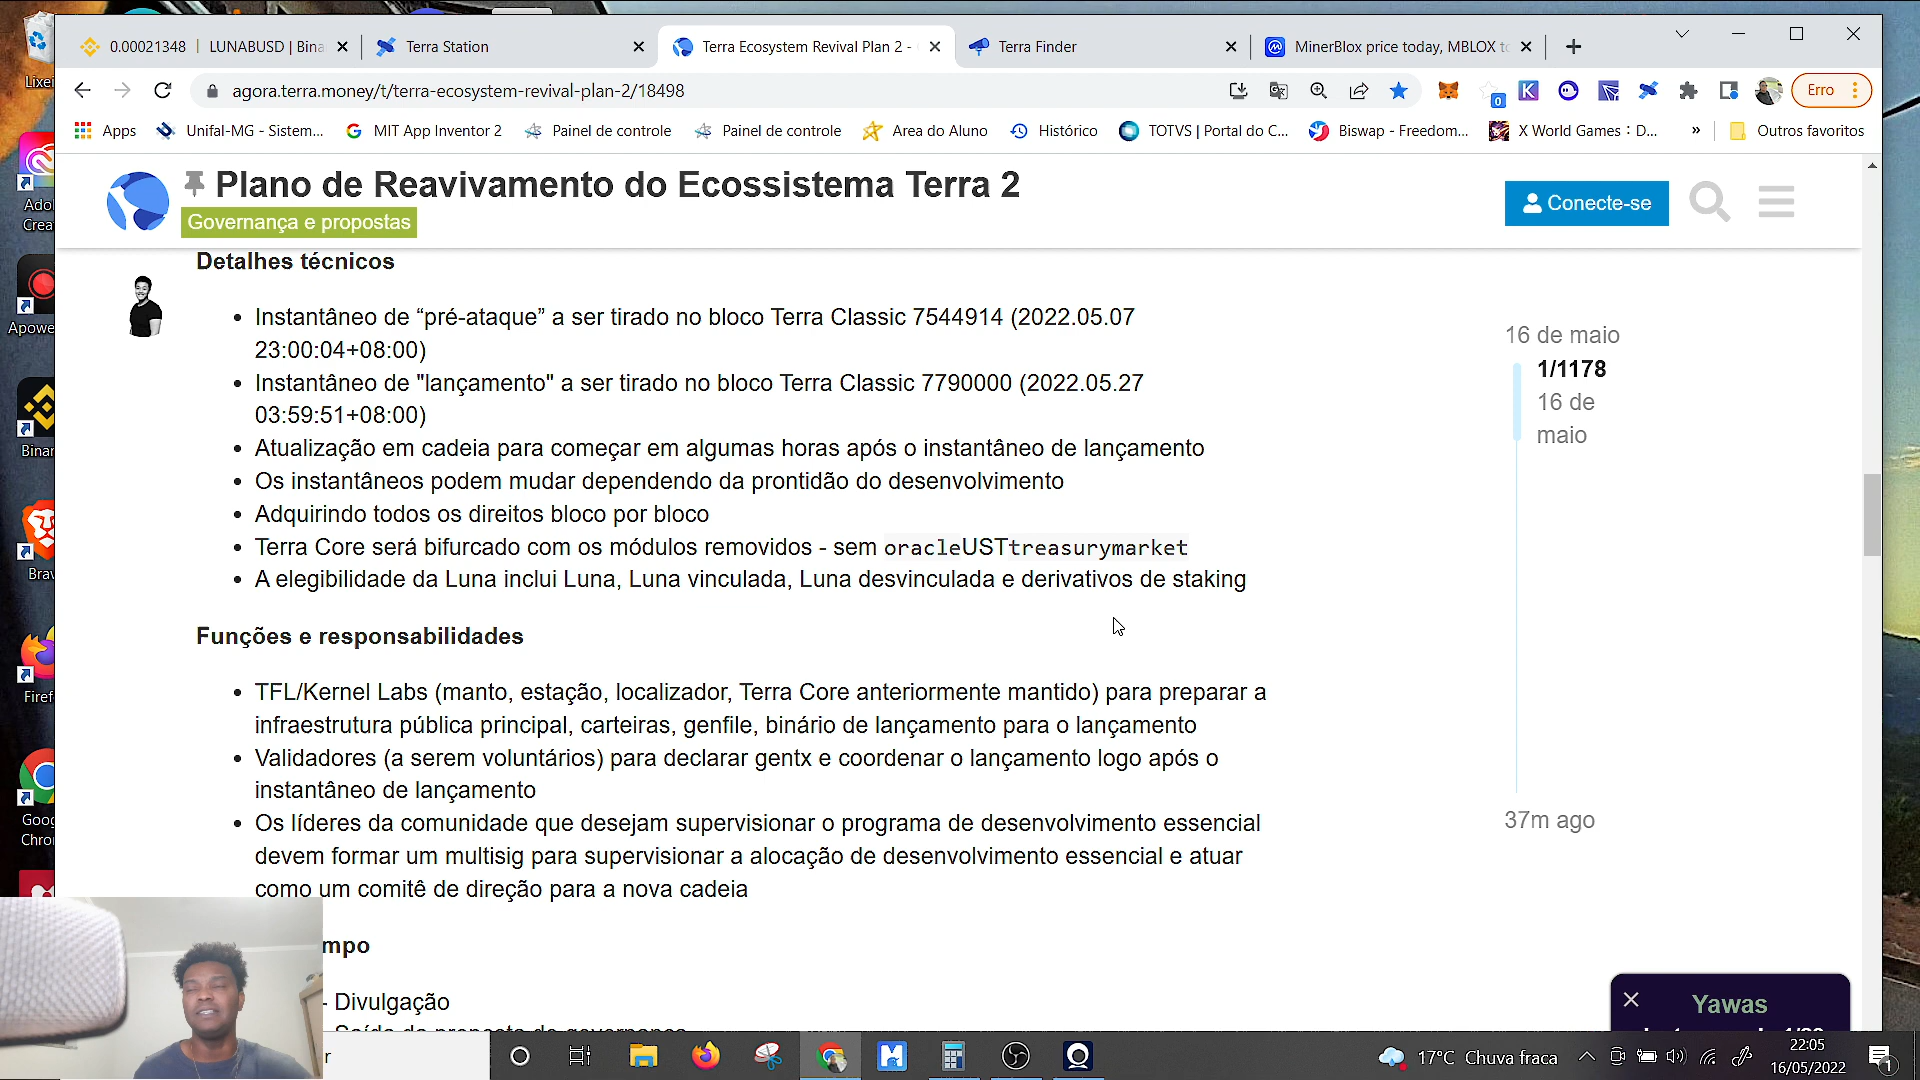 0.00021348 | LUNABUSD | Bina
Terra Station
Terra Ecosystem Revival Plan 2 -
Terra Finder
MinerBlox price today, MBLOX to
agora.terra.money/t/terra-ecosystem-revival-plan-2/18498
Erro
Apps
Unifal-MG - Sistem...
MIT App Inventor 2
Painel de controle
Painel de controle
Area do Aluno
Histórico
TOTVS | Portal do C...
Biswap - Freedom...
X World Games : D...
»
Outros favoritos
Plano de Reavivamento do Ecossistema Terra 2
Governança e propostas
Conecte-se
Detalhes técnicos
• Instantâneo de “pré-ataque” a ser tirado no bloco Terra Classic 7544914 (2022.05.07
23:00:04+08:00)
• Instantâneo de "lançamento" a ser tirado no bloco Terra Classic 7790000 (2022.05.27
03:59:51+08:00)
• Atualização em cadeia para começar em algumas horas após o instantâneo de lançamento
• Os instantâneos podem mudar dependendo da prontidão do desenvolvimento
• Adquirindo todos os direitos bloco por bloco
• Terra Core será bifurcado com os módulos removidos - sem oracleUSTtreasurymarket
• A elegibilidade da Luna inclui Luna, Luna vinculada, Luna desvinculada e derivativos de staking
Funções e responsabilidades
• TFL/Kernel Labs (manto, estação, localizador, Terra Core anteriormente mantido) para preparar a
infraestrutura pública principal, carteiras, genfile, binário de lançamento para o lançamento
• Validadores (a serem voluntários) para declarar gentx e coordenar o lançamento logo após o
instantâneo de lançamento
• Os líderes da comunidade que desejam supervisionar o programa de desenvolvimento essencial
devem formar um multisig para supervisionar a alocação de desenvolvimento essencial e atuar
como um comitê de direção para a nova cadeia
mpo
- Divulgação
16 de maio
1/1178
16 de
maio
37m ago
Yawas
Lixei
Ado
Crea
Apowe
Binar
Brav
Firef
Goog
Chro
r
0
K
17°C Chuva fraca
22:05
16/05/2022
1